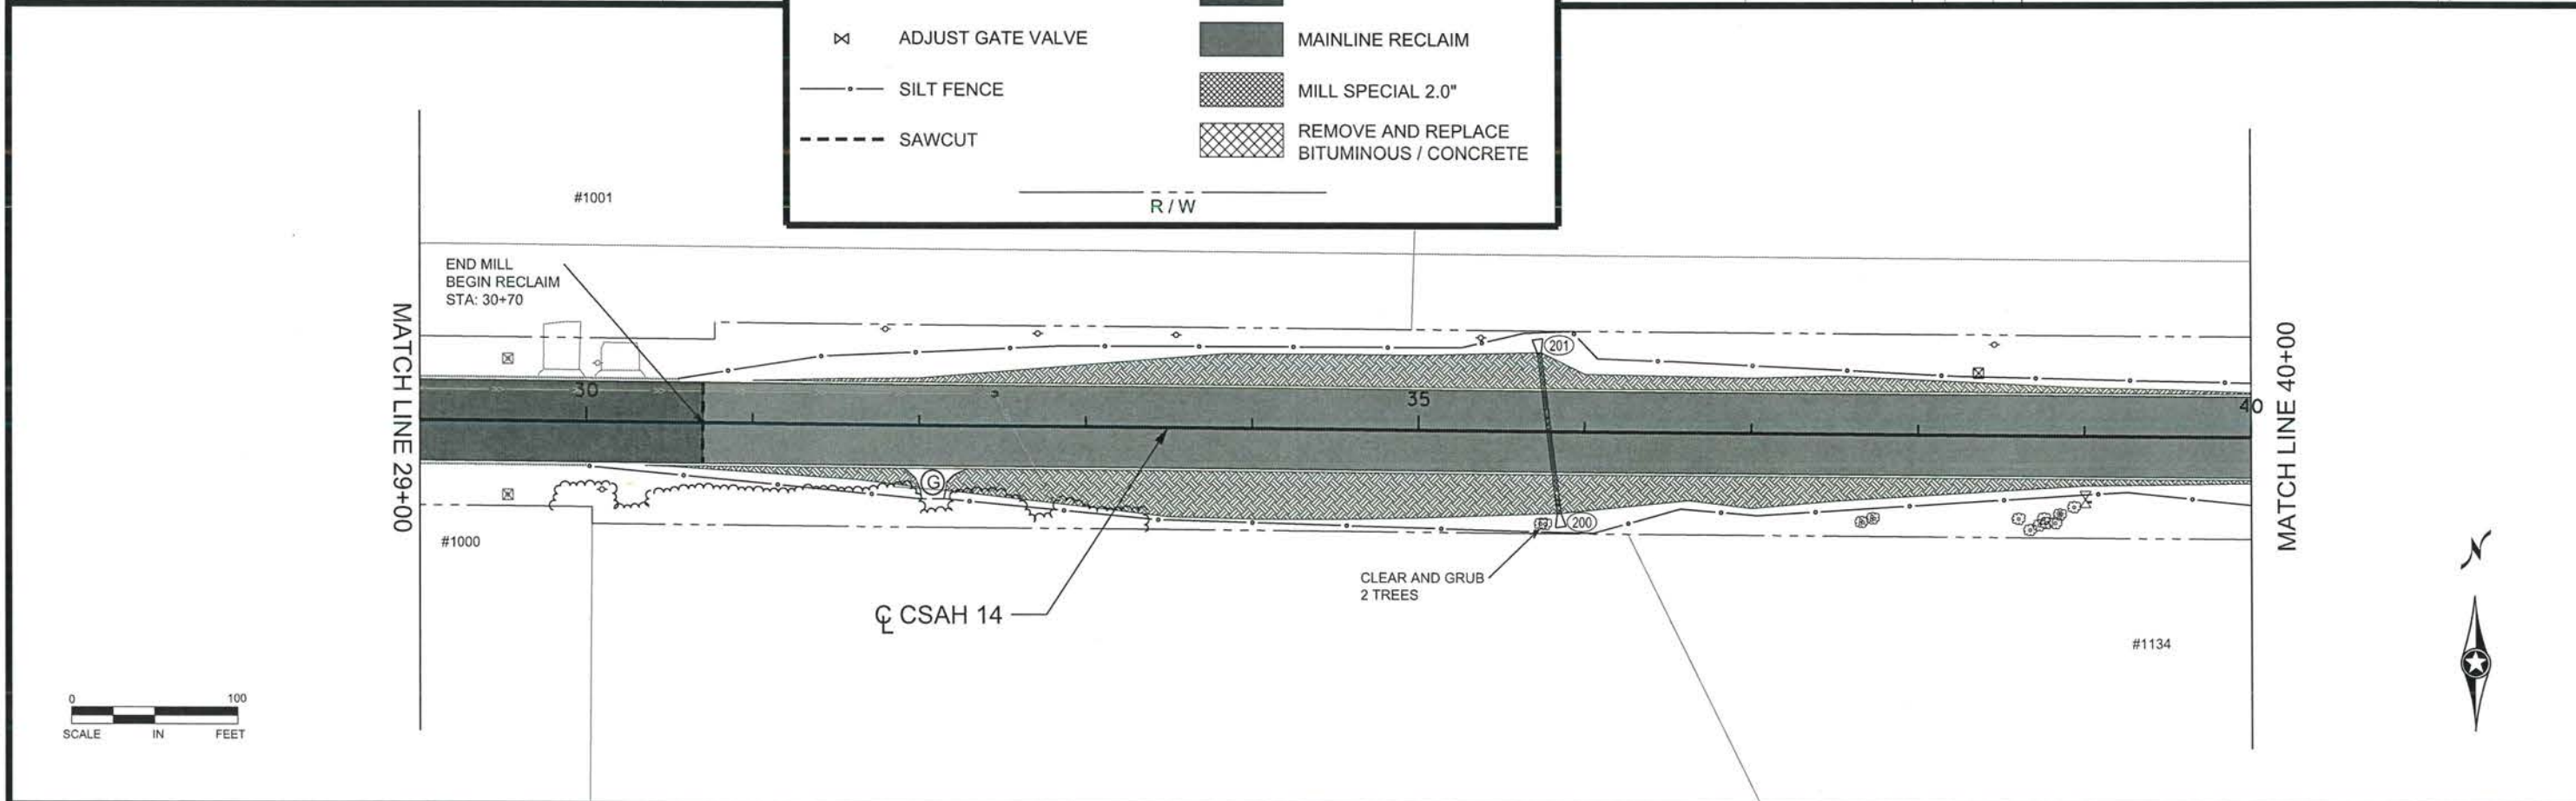 ADJUST GATE VALVE
MAINLINE RECLAIM
SILT FENCE
MILL SPECIAL 2.0"
SAWCUT
REMOVE AND REPLACE
BITUMINOUS / CONCRETE
R / W
#1001
END MILL
BEGIN RECLAIM
STA: 30+70
MATCH LINE 29+00
30
35
40
MATCH LINE 40+00
201
G
200
#1000
CLEAR AND GRUB
2 TREES
℄ CSAH 14
#1134
N
0 100
SCALE IN FEET